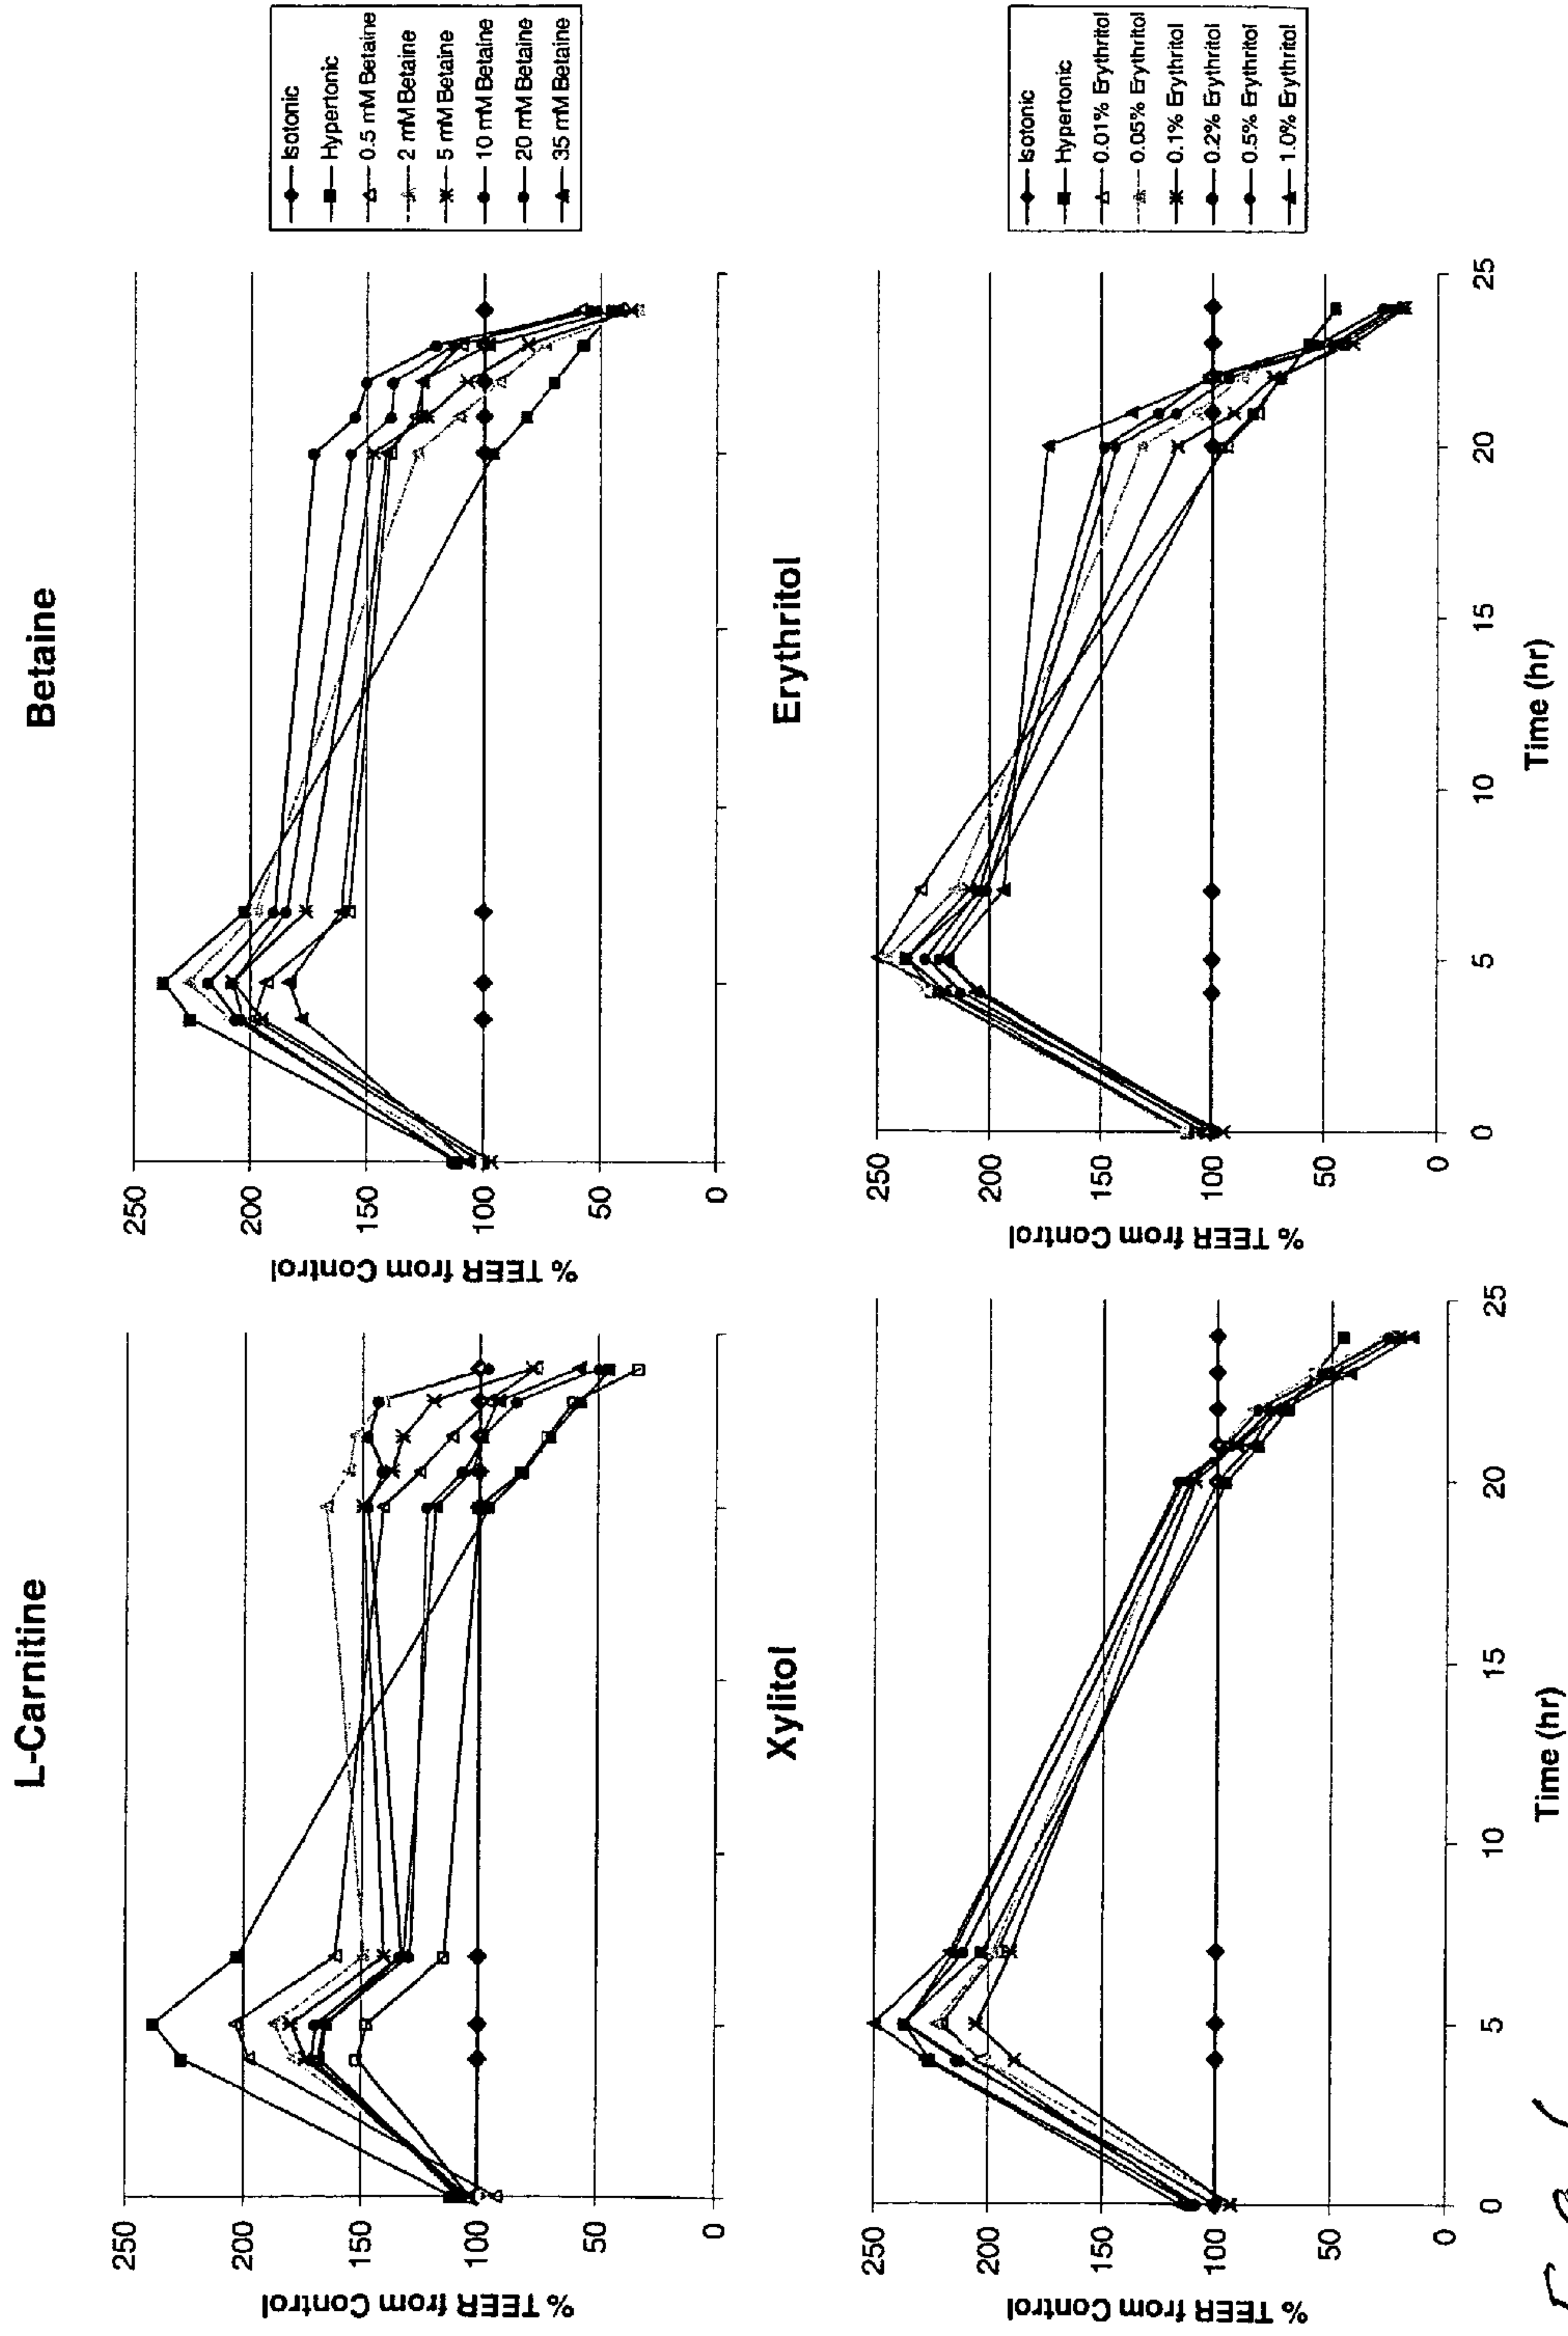 L-Carnitine
% TEER from Control
250
200
150
100
50
0
Betaine
% TEER from Control
250
200
150
100
50
0
Isotonic
Hypertonic
0.5 mM Betaine
2 mM Betaine
5 mM Betaine
10 mM Betaine
20 mM Betaine
35 mM Betaine
Xylitol
% TEER from Control
250
200
150
100
50
0
0 5 10 15 20 25
Time (hr)
Erythritol
% TEER from Control
250
200
150
100
50
0
0 5 10 15 20 25
Time (hr)
Isotonic
Hypertonic
0.01% Erythritol
0.05% Erythritol
0.1% Erythritol
0.2% Erythritol
0.5% Erythritol
1.0% Erythritol